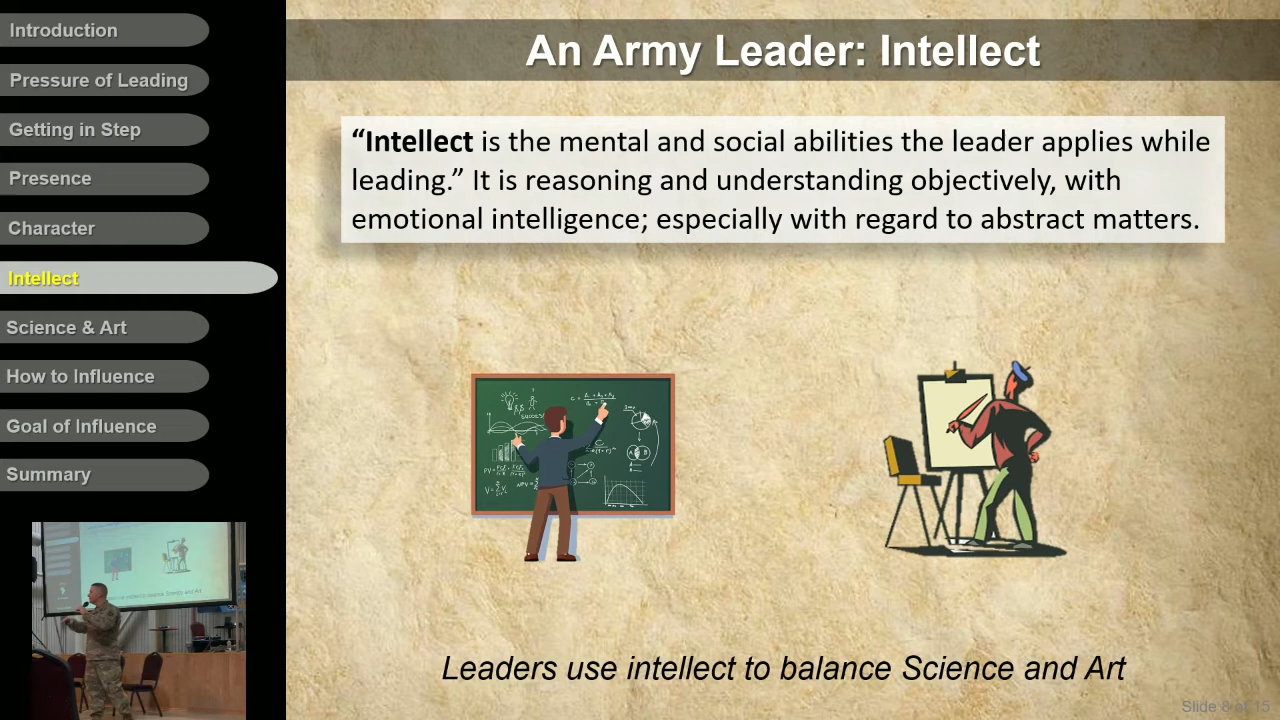 Introduction
Pressure of Leading
Getting in Step
Presence
Character
Intellect
Science & Art
How to Influence
Goal of Influence
Summary
An Army Leader: Intellect
“Intellect is the mental and social abilities the leader applies while
leading.” It is reasoning and understanding objectively, with
emotional intelligence; especially with regard to abstract matters.
Leaders use intellect to balance Science and Art
Slide 8 of 15